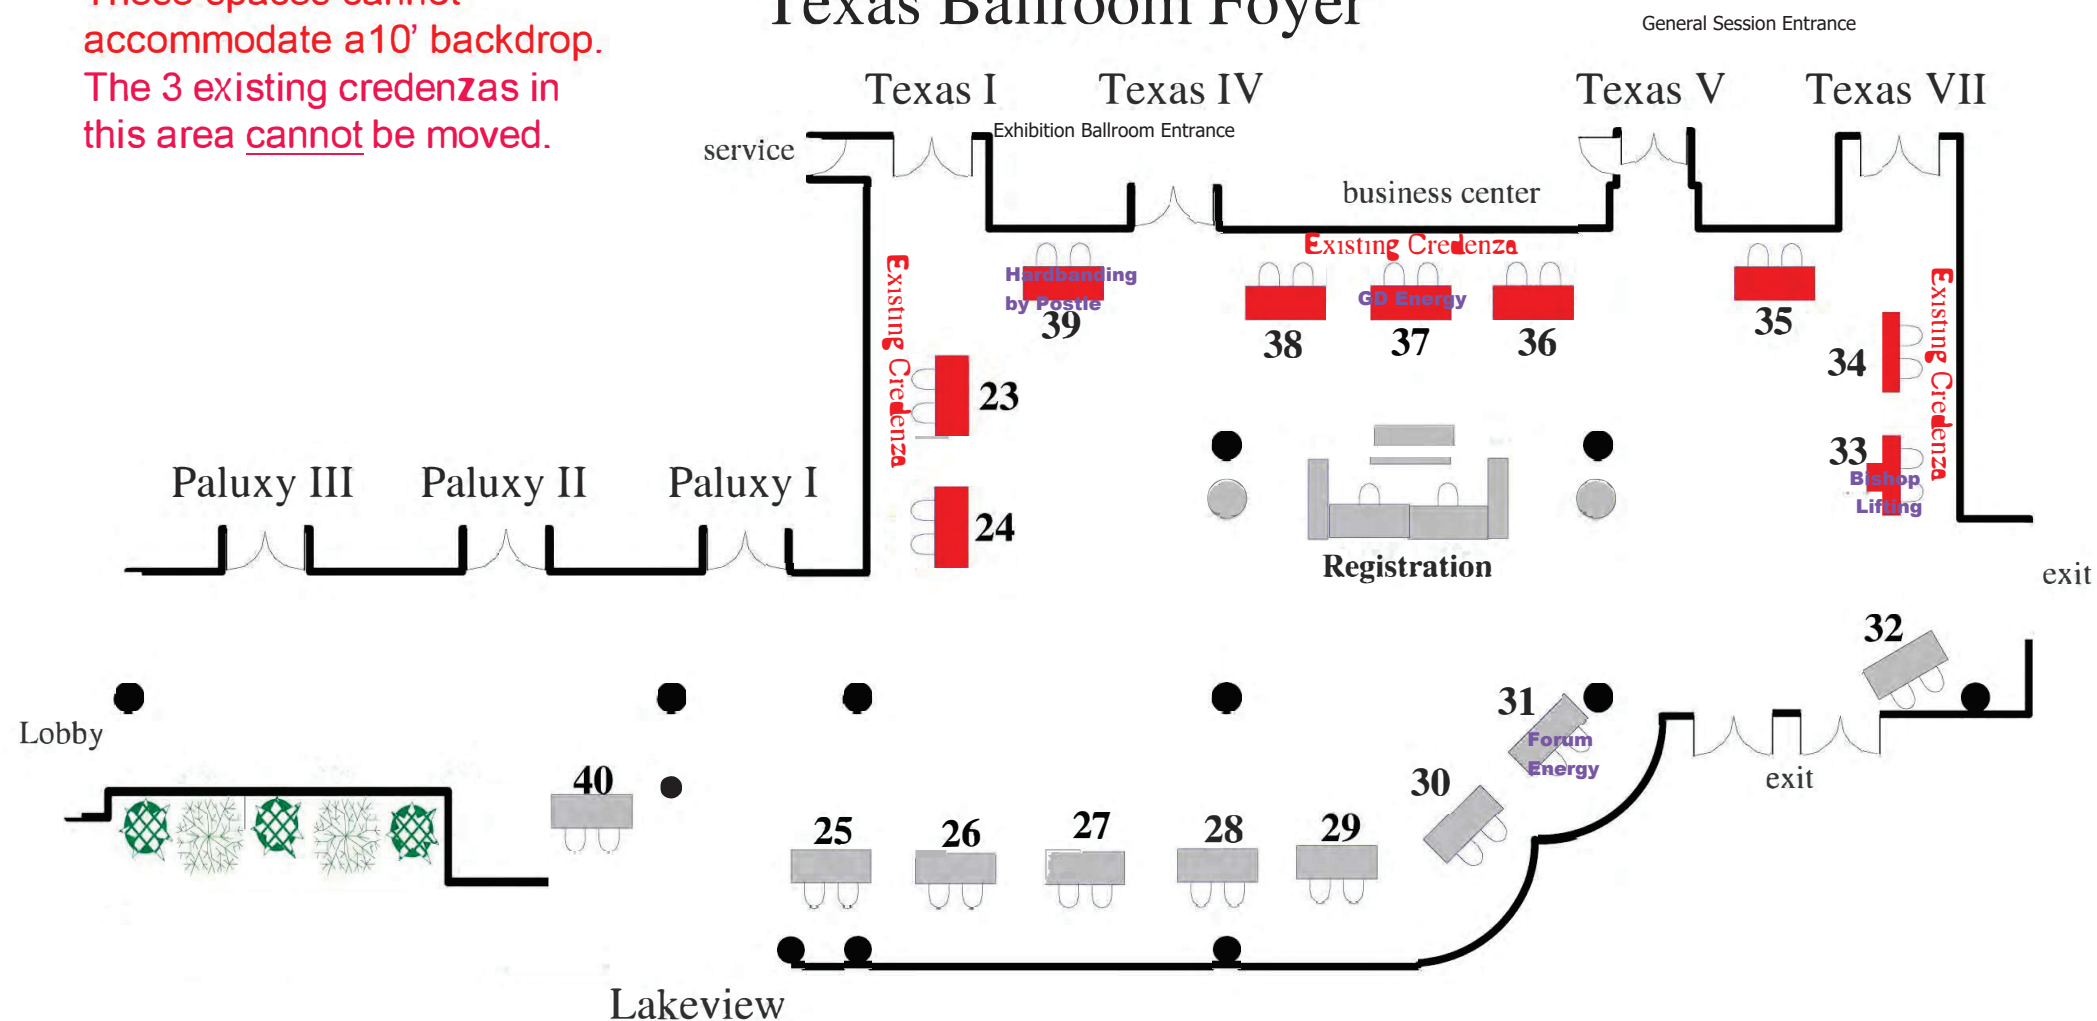 These spaces cannot
accommodate a10’ backdrop.
The 3 existing credenzas in
this area cannot be moved.
Texas Ballroom Foyer
General Session Entrance
Texas I
Texas IV
Texas V
Texas VII
Exhibition Ballroom Entrance
service
business center
Existing Credenza
Existing Credenza
Existing Credenza
Hardbanding
by Postle
39
38
GD Energy
37
36
35
34
33
Bishop
Lifting
23
24
Paluxy III
Paluxy II
Paluxy I
Registration
exit
32
31
Forum
Energy
Lobby
exit
40
30
25
26
27
28
29
Lakeview